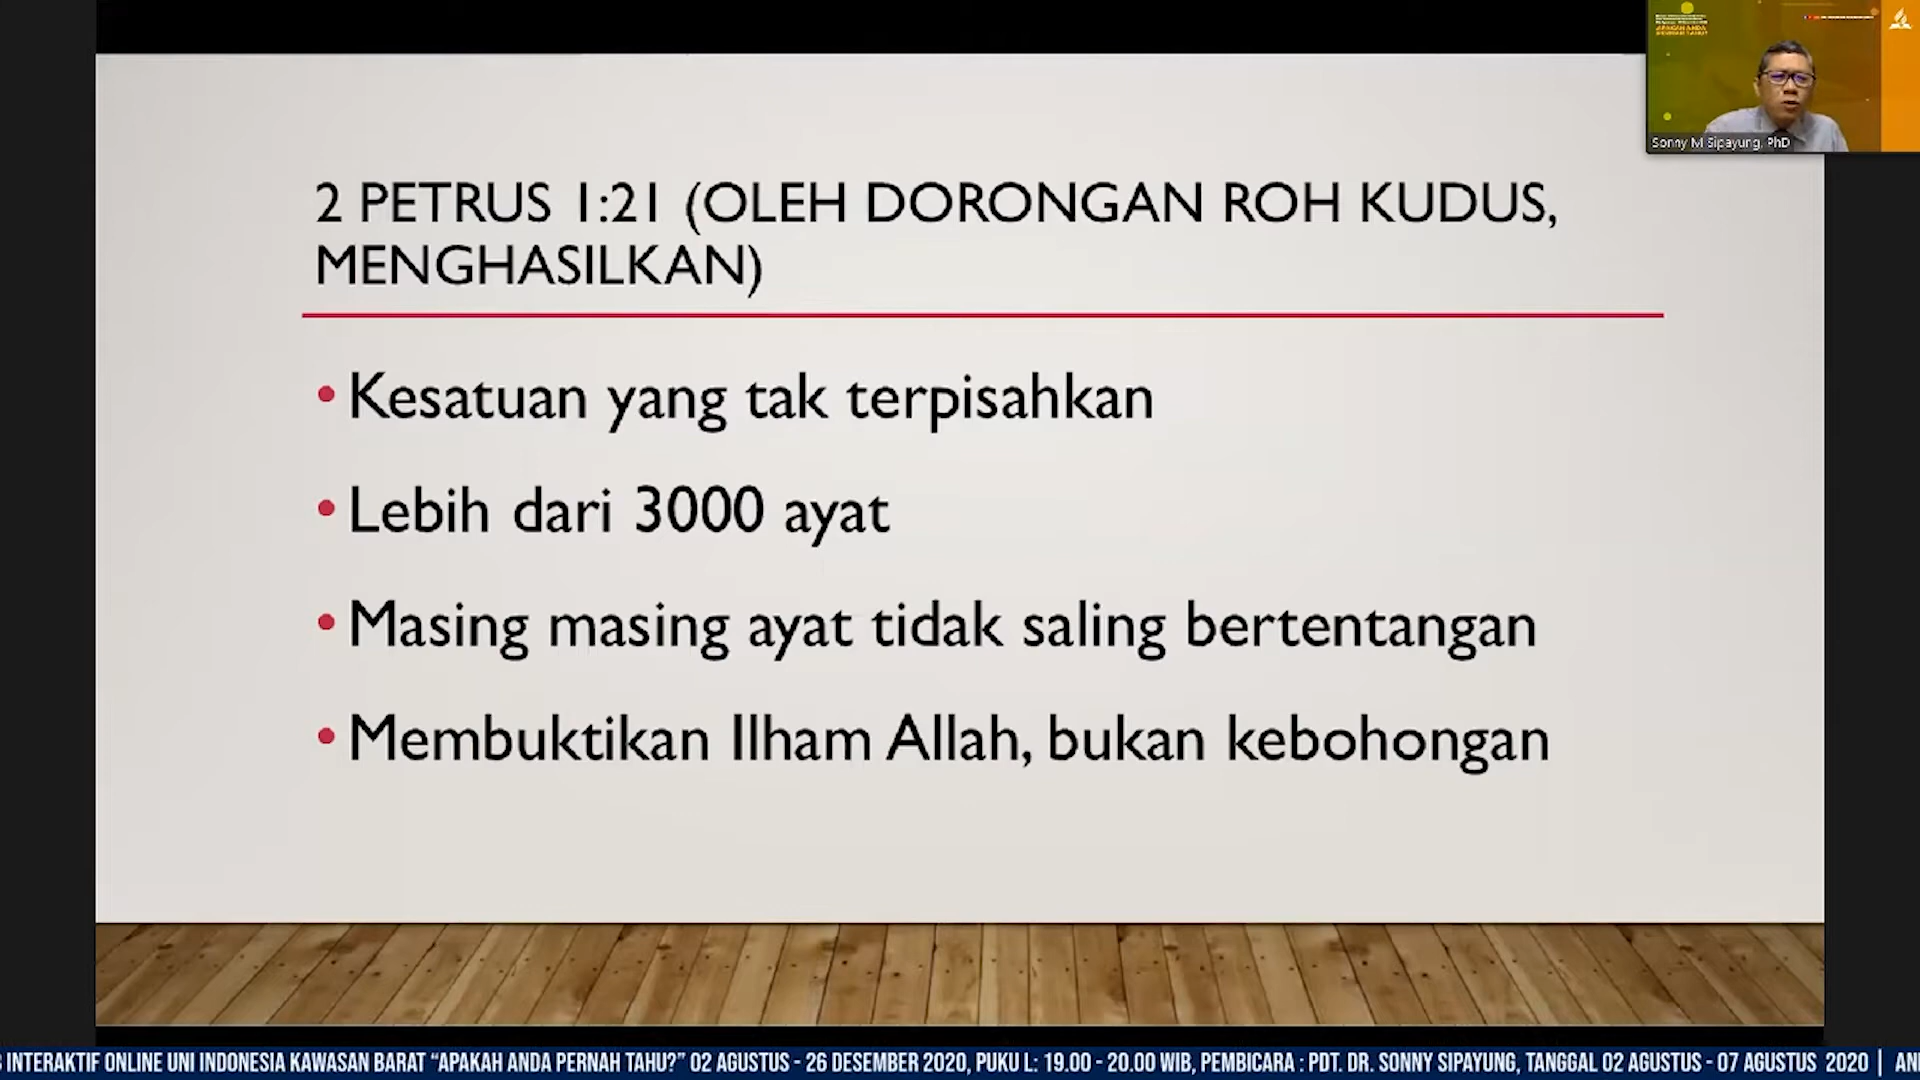 2 PETRUS 1:21 (OLEH DORONGAN ROH KUDUS,
MENGHASILKAN)
• Kesatuan yang tak terpisahkan
• Lebih dari 3000 ayat
• Masing masing ayat tidak saling bertentangan
• Membuktikan Ilham Allah, bukan kebohongan
Sonny M Sipayung, PhD
INTERAKTIF ONLINE UNI INDONESIA KAWASAN BARAT “APAKAH ANDA PERNAH TAHU?” 02 AGUSTUS - 26 DESEMBER 2020, PUKU L: 19.00 - 20.00 WIB, PEMBICARA : PDT. DR. SONNY SIPAYUNG, TANGGAL 02 AGUSTUS - 07 AGUSTUS 2020 |